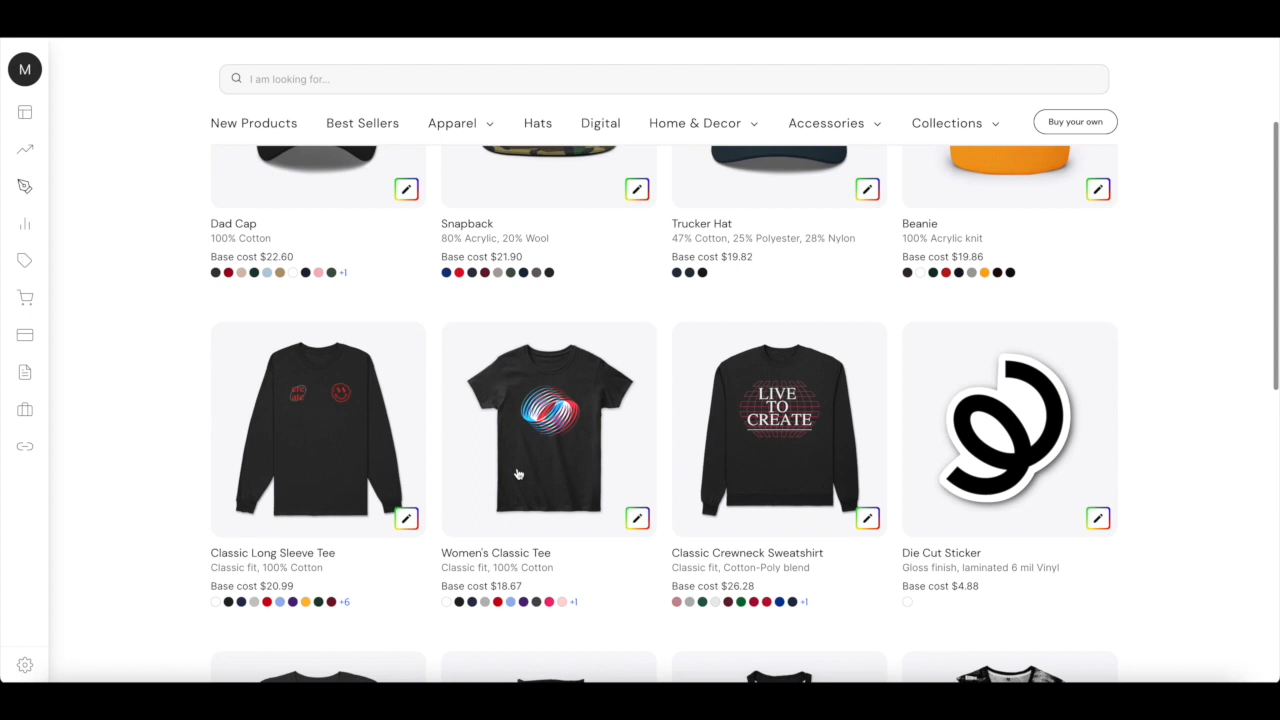 M
I am looking for...
New Products
Best Sellers
Apparel
Hats
Digital
Home & Decor
Accessories
Collections
Buy your own
Dad Cap
100% Cotton
Base cost $22.60
+1
Snapback
80% Acrylic, 20% Wool
Base cost $21.90
Trucker Hat
47% Cotton, 25% Polyester, 28% Nylon
Base cost $19.82
Beanie
100% Acrylic knit
Base cost $19.86
LIVE
TO
CREATE
Classic Long Sleeve Tee
Classic fit, 100% Cotton
Base cost $20.99
+6
Women's Classic Tee
Classic fit, 100% Cotton
Base cost $18.67
+1
Classic Crewneck Sweatshirt
Classic fit, Cotton-Poly blend
Base cost $26.28
+1
Die Cut Sticker
Gloss finish, laminated 6 mil Vinyl
Base cost $4.88